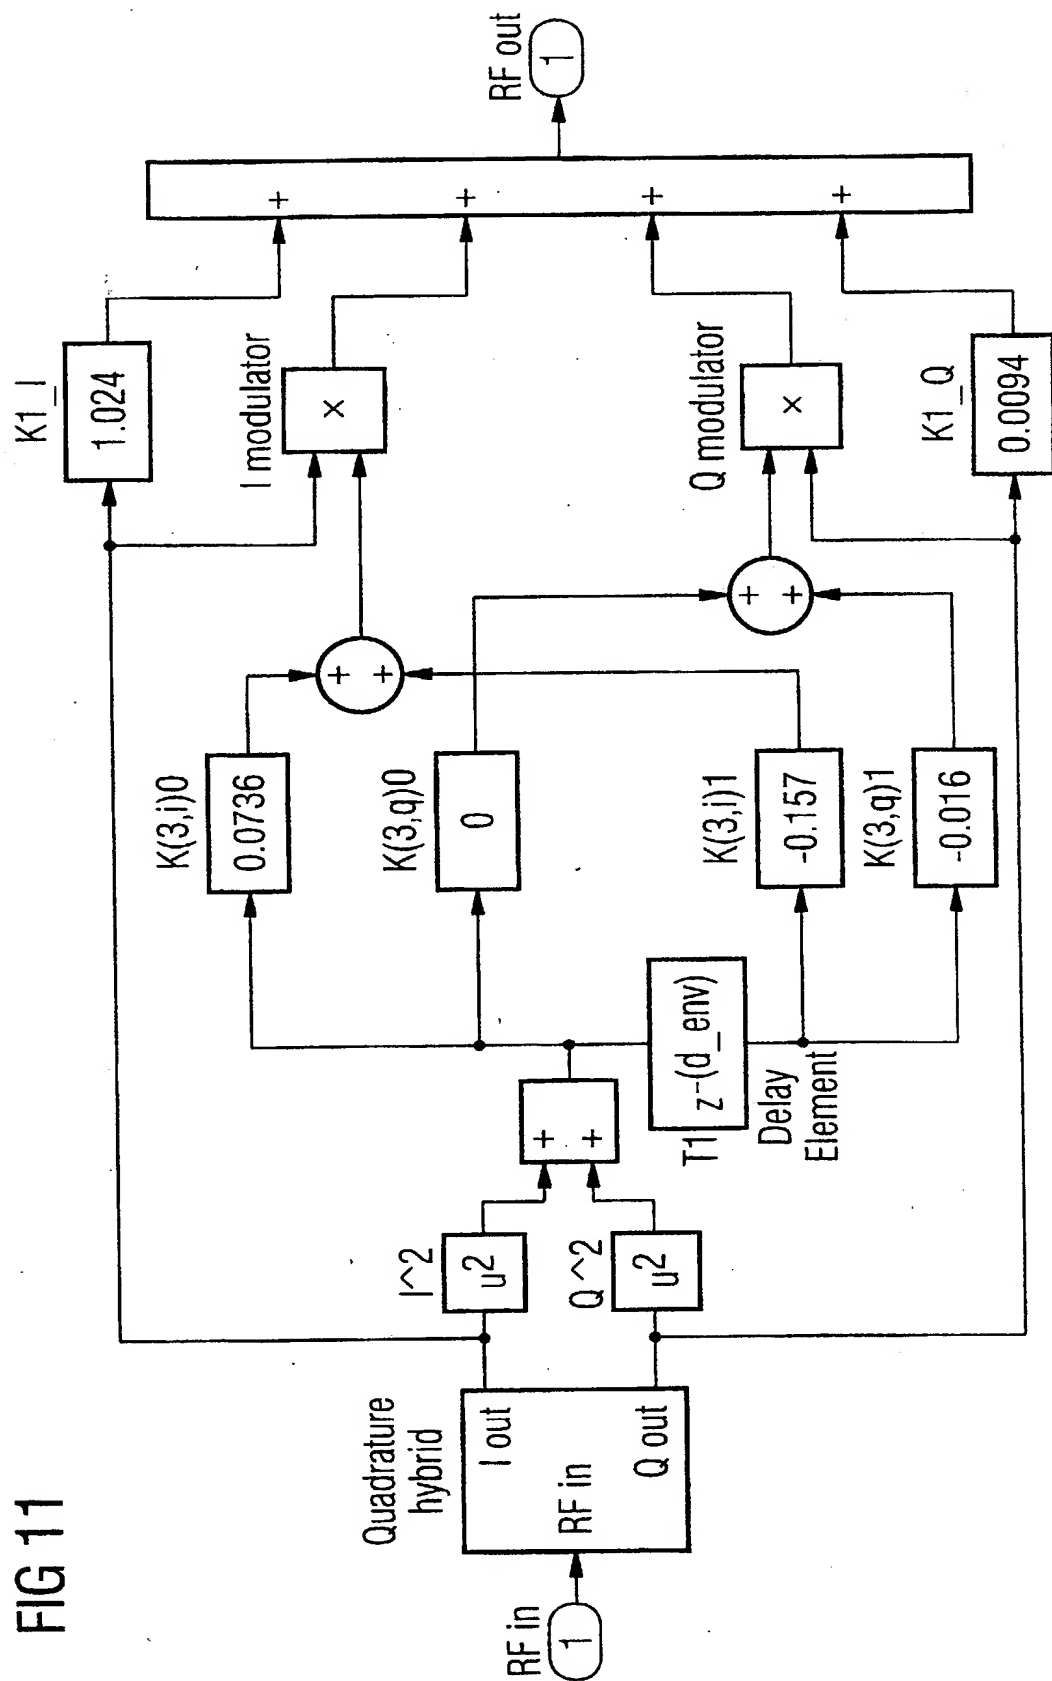 FIG 11
RF in
1
Quadrature
hybrid
RF in
I out
Q out
I^2
u²
Q^2
u²
+
+
T1
z-(d_env)
Delay
Element
K(3,i)0
0.0736
K(3,q)0
0
K(3,i)1
-0.157
K(3,q)1
-0.016
+
+
+
+
K1_I
1.024
I modulator
x
Q modulator
x
K1_Q
0.0094
+
+
+
+
RF out
1